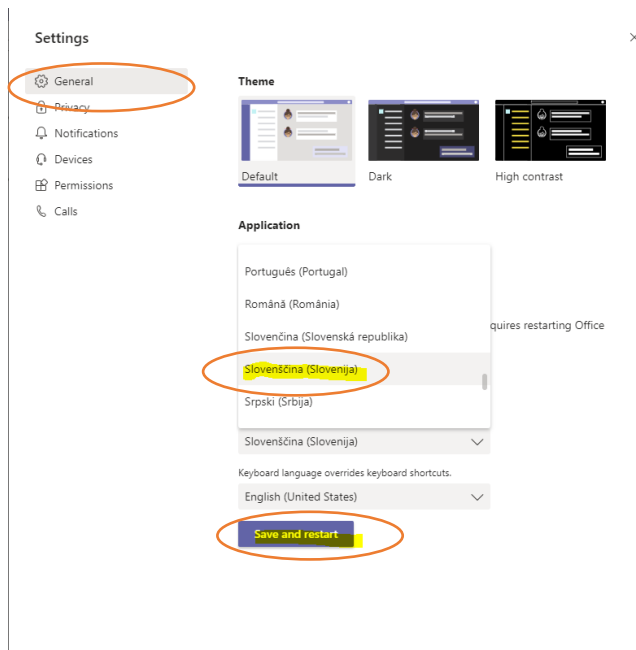 Settings
General
Privacy
Notifications
Devices
Permissions
Calls
Theme
Default
Dark
High contrast
Application
Português (Portugal)
Română (România)
Slovenčina (Slovenská republika)
Slovenščina (Slovenija)
Srpski (Srbija)
quires restarting Office
Slovenščina (Slovenija)
Keyboard language overrides keyboard shortcuts.
English (United States)
Save and restart